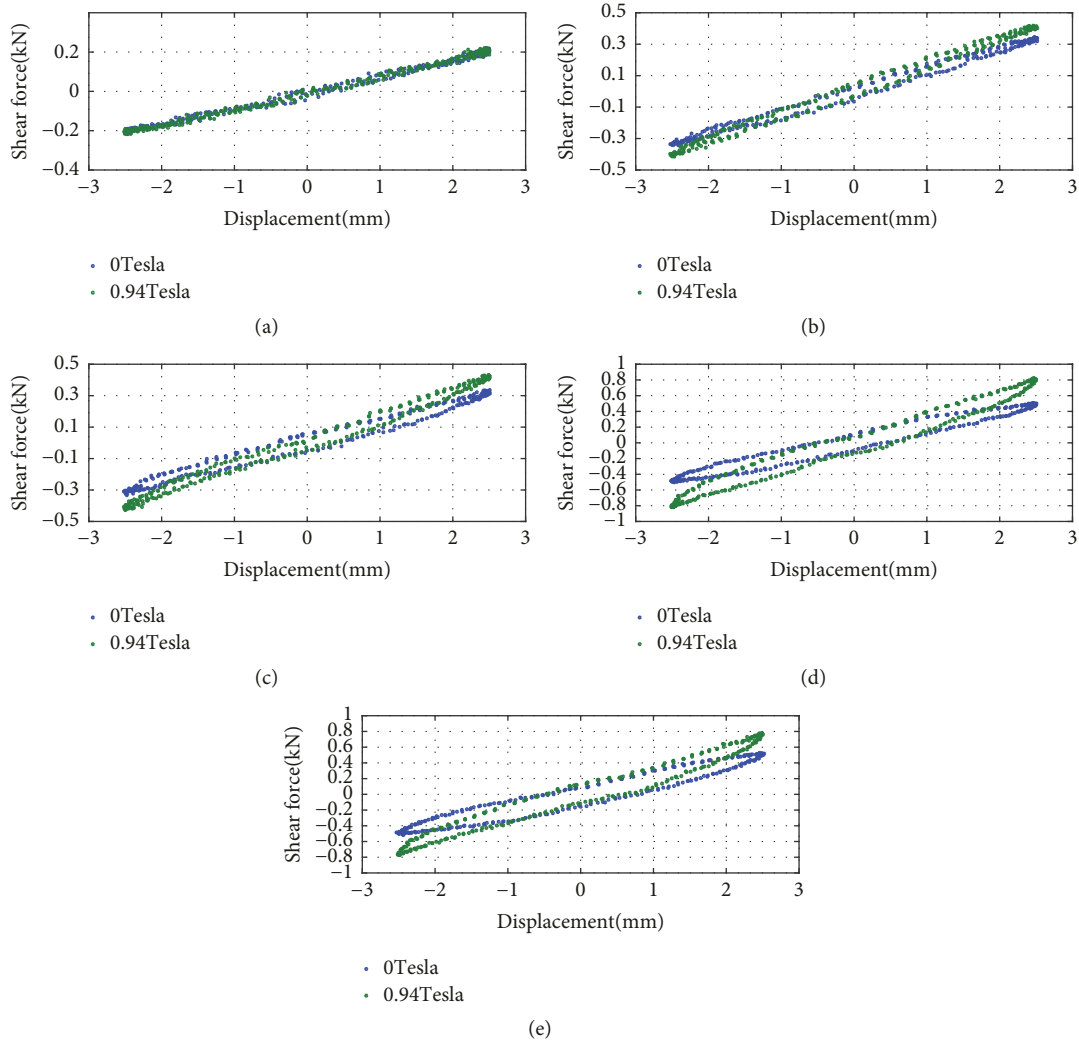 Shear force(kN)
0.2
0
−0.2
−0.4
−3 −2 −1 0 1 2 3
Displacement(mm)
0Tesla
0.94Tesla
(a)
Shear force(kN)
0.5
0.3
0.1
−0.1
−0.3
−0.5
−3 −2 −1 0 1 2 3
Displacement(mm)
0Tesla
0.94Tesla
(b)
Shear force(kN)
0.5
0.3
0.1
−0.1
−0.3
−0.5
−3 −2 −1 0 1 2 3
Displacement(mm)
0Tesla
0.94Tesla
(c)
Shear force(kN)
1
0.8
0.6
0.4
0.2
0
−0.2
−0.4
−0.6
−0.8
−1
−3 −2 −1 0 1 2 3
Displacement(mm)
0Tesla
0.94Tesla
(d)
Shear force(kN)
1
0.8
0.6
0.4
0.2
0
−0.2
−0.4
−0.6
−0.8
−1
−3 −2 −1 0 1 2 3
Displacement(mm)
0Tesla
0.94Tesla
(e)